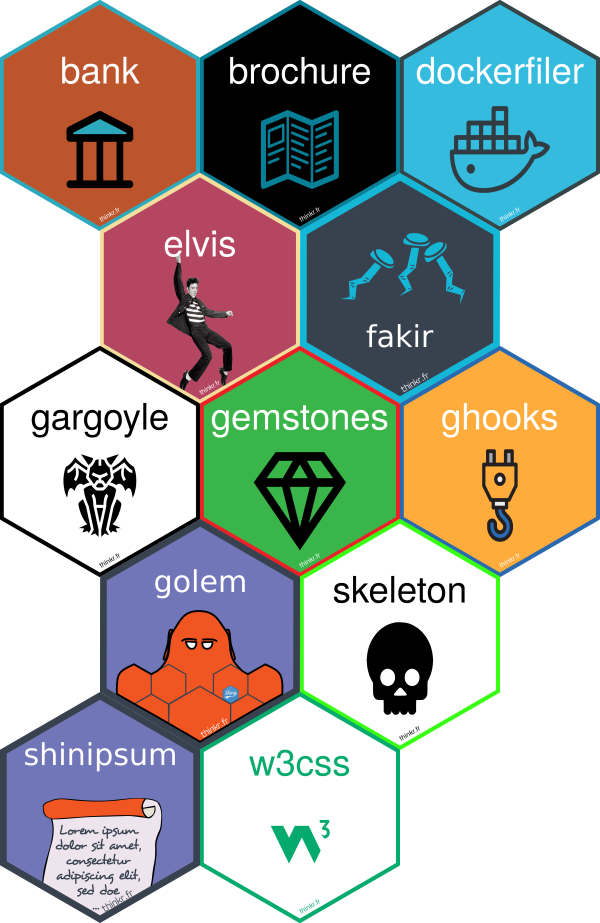 bank
thinkr.fr
brochure
thinkr.fr
dockerfiler
thinkr.fr
elvis
thinkr.fr
fakir
thinkr.fr
gargoyle
thinkr.fr
gemstones
thinkr.fr
ghooks
thinkr.fr
golem
Shiny
thinkr.fr
skeleton
thinkr.fr
shinipsum
Lorem ipsum
dolor sit amet,
consectetur
adipiscing elit,
sed doe
... thinkr.fr
w3css
3
thinkr.fr